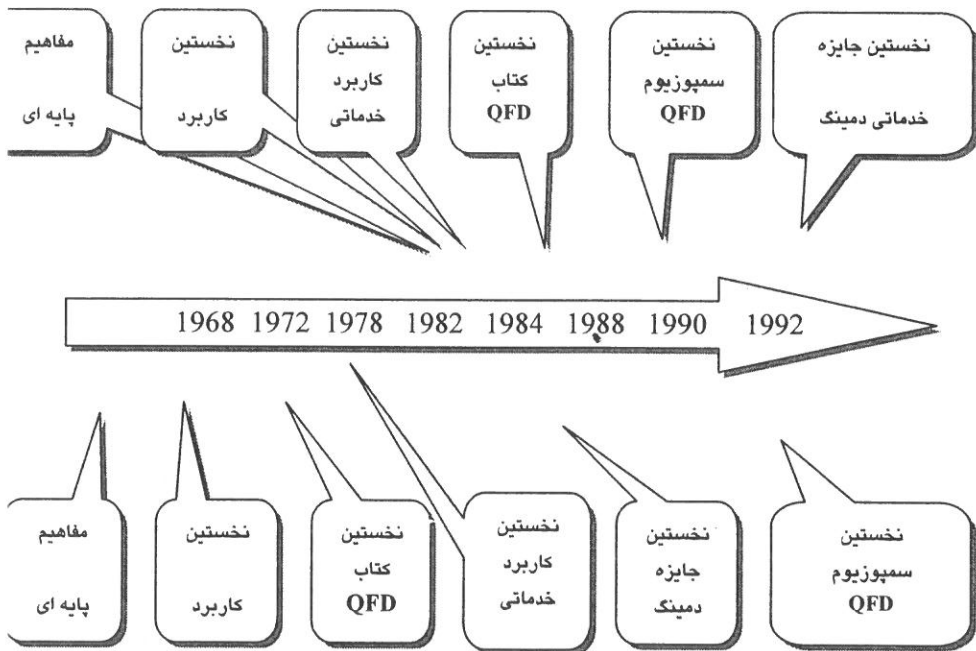 مفاهیم
پایه ای
نخستین
کاربرد
نخستین
کاربرد
خدماتی
نخستین
کتاب
QFD
نخستین
سمپوزیوم
QFD
نخستین جایزه
خدماتی دمینگ
1968 1972 1978 1982 1984 1988 1990 1992
مفاهیم
پایه ای
نخستین
کاربرد
نخستین
کتاب
QFD
نخستین
کاربرد
خدماتی
نخستین
جایزه
دمینگ
نخستین
سمپوزیوم
QFD